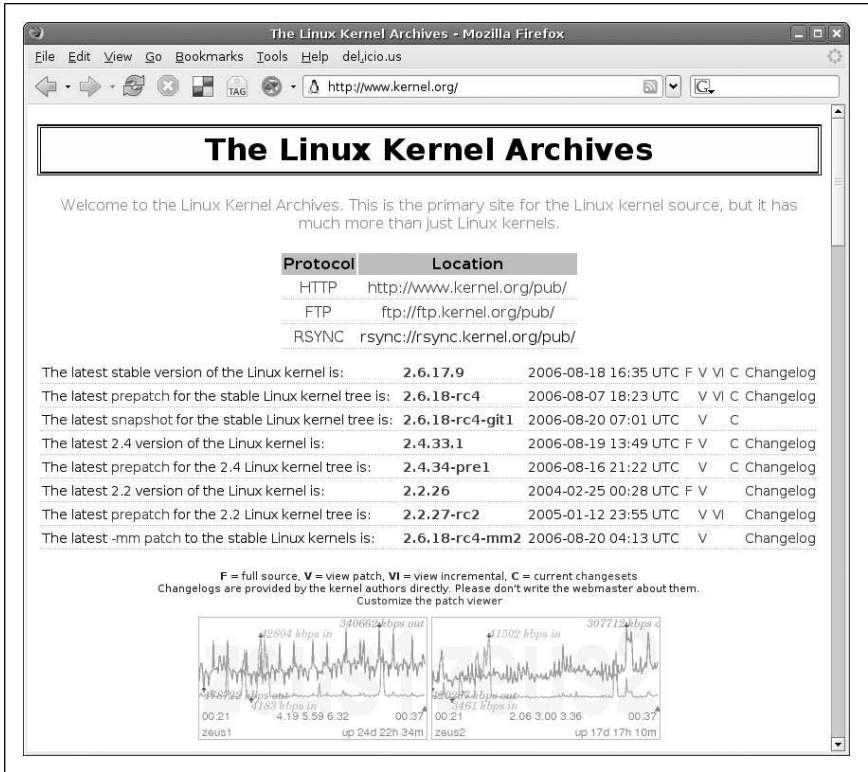 The Linux Kernel Archives - Mozilla Firefox
File Edit View Go Bookmarks Tools Help del.icio.us
TAG http://www.kernel.org/ G
The Linux Kernel Archives
Welcome to the Linux Kernel Archives. This is the primary site for the Linux kernel source, but it has
much more than just Linux kernels.
Protocol Location
HTTP http://www.kernel.org/pub/
FTP ftp://ftp.kernel.org/pub/
RSYNC rsync://rsync.kernel.org/pub/
The latest stable version of the Linux kernel is: 2.6.17.9 2006-08-18 16:35 UTC F V VI C Changelog
The latest prepatch for the stable Linux kernel tree is: 2.6.18-rc4 2006-08-07 18:23 UTC V VI C Changelog
The latest snapshot for the stable Linux kernel tree is: 2.6.18-rc4-git1 2006-08-20 07:01 UTC V C
The latest 2.4 version of the Linux kernel is: 2.4.33.1 2006-08-19 13:49 UTC F V C Changelog
The latest prepatch for the 2.4 Linux kernel tree is: 2.4.34-pre1 2006-08-16 21:22 UTC V C Changelog
The latest 2.2 version of the Linux kernel is: 2.2.26 2004-02-25 00:28 UTC F V Changelog
The latest prepatch for the 2.2 Linux kernel tree is: 2.2.27-rc2 2005-01-12 23:55 UTC V VI Changelog
The latest -mm patch to the stable Linux kernels is: 2.6.18-rc4-mm2 2006-08-20 04:13 UTC V Changelog
F = full source, V = view patch, VI = view incremental, C = current changesets
Changelogs are provided by the kernel authors directly. Please don't write the webmaster about them.
Customize the patch viewer
340662 kbps out
42804 kbps in
kbps out
4183 kbps in
00:21 4.19 5.59 6.32 00:37
zeus1 up 24d 22h 34m
307712 kbps o
41502 kbps in
kbps out
3461 kbps in
00:21 2.06 3.00 3.36 00:37
zeus2 up 17d 17h 10m